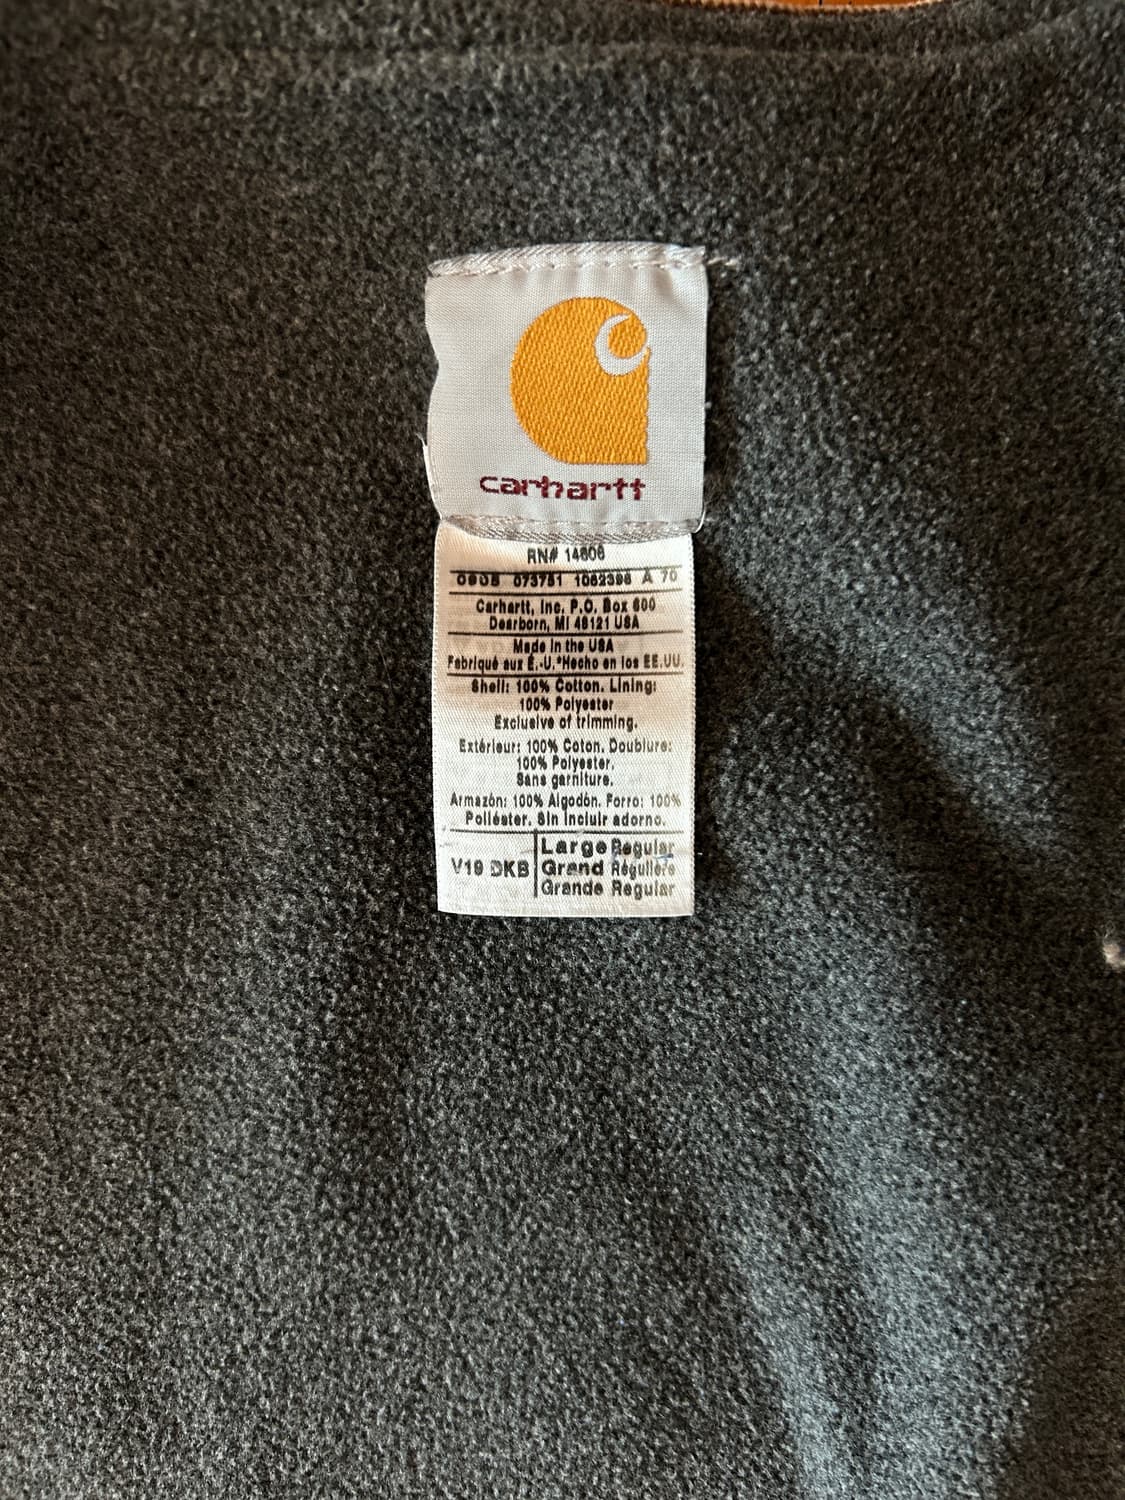 carhartt
RN# 14806
0905 073751 1062396 A 70
Carhartt, Inc. P.O. Box 600
Dearborn, MI 48121 USA
Made in the USA
Fabriqué aux É.-U.*Hecho en los EE.UU.
Shell: 100% Cotton. Lining:
100% Polyester
Exclusive of trimming.
Extérieur: 100% Coton. Doublure:
100% Polyester.
Sans garniture.
Armazón: 100% Algodón. Forro: 100%
Poliéster. Sin incluir adorno.
V19 DKB
Large Regular
Grand Régulière
Grande Regular